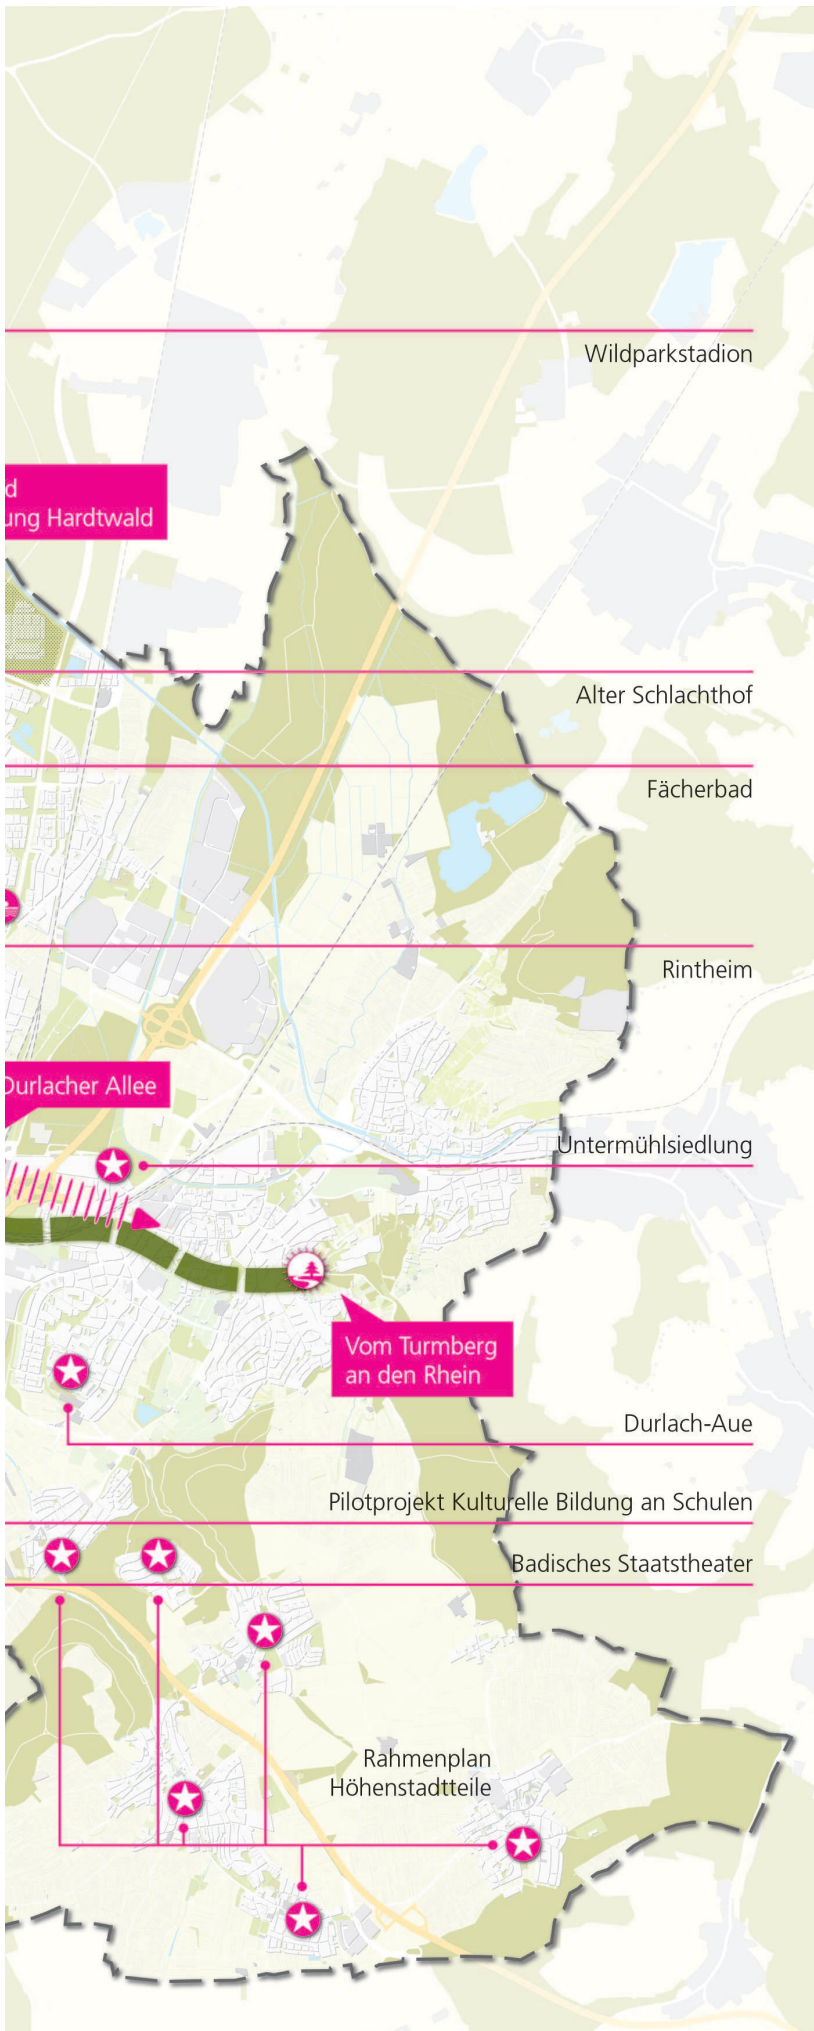 Wildparkstadion
d
ung Hardtwald
Alter Schlachthof
Fächerbad
Rintheim
Durlacher Allee
Untermühlsiedlung
Vom Turmberg
an den Rhein
Durlach-Aue
Pilotprojekt Kulturelle Bildung an Schulen
Badisches Staatstheater
Rahmenplan
Höhenstadtteile